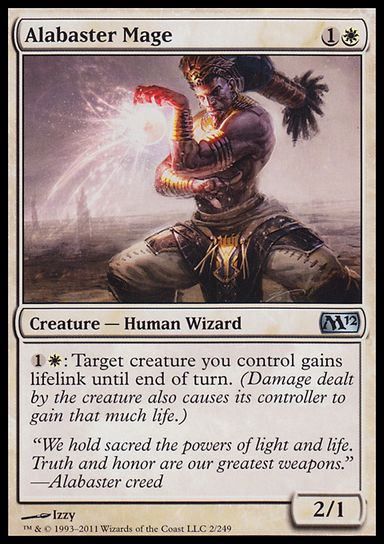 Alabaster Mage 1
Creature — Human Wizard M12
1 : Target creature you control gains
lifelink until end of turn. (Damage dealt
by the creature also causes its controller to
gain that much life.)
“We hold sacred the powers of light and life.
Truth and honor are our greatest weapons.”
—Alabaster creed
Izzy
2/1
™ & © 1993–2011 Wizards of the Coast LLC 2/249